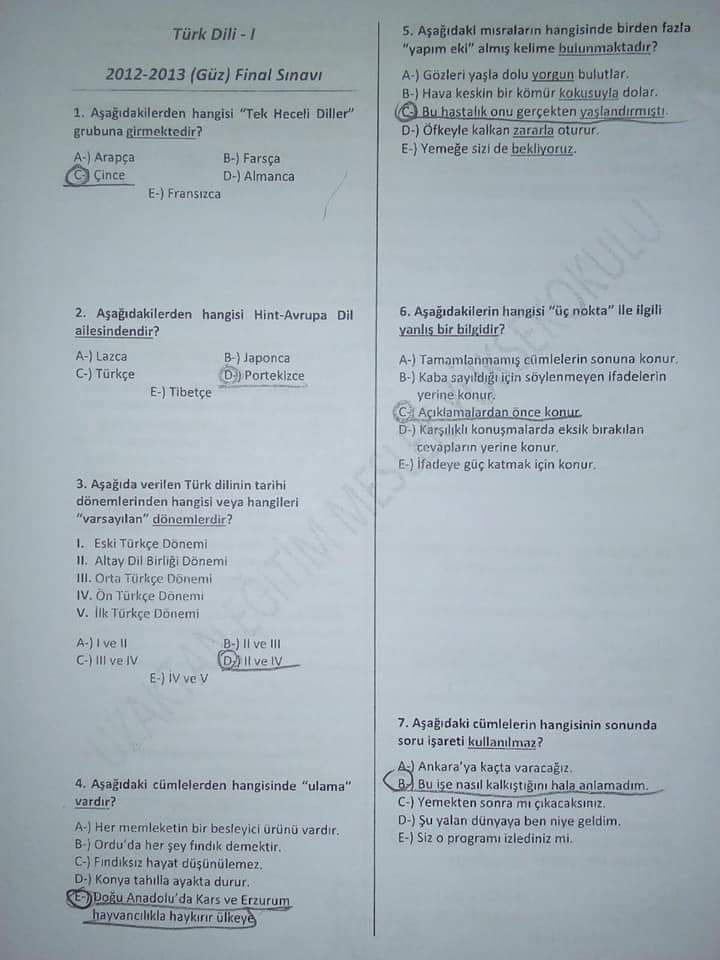 Türk Dili - I
2012-2013 (Güz) Final Sınavı
1. Aşağıdakilerden hangisi “Tek Heceli Diller”
grubuna girmektedir?
A-) Arapça B-) Farsça
C-) Çince D-) Almanca
E-) Fransızca
2. Aşağıdakilerden hangisi Hint-Avrupa Dil
ailesindendir?
A-) Lazca B-) Japonca
C-) Türkçe D-) Portekizce
E-) Tibetçe
3. Aşağıda verilen Türk dilinin tarihi
dönemlerinden hangisi veya hangileri
“varsayılan” dönemlerdir?
I. Eski Türkçe Dönemi
II. Altay Dil Birliği Dönemi
III. Orta Türkçe Dönemi
IV. Ön Türkçe Dönemi
V. İlk Türkçe Dönemi
A-) I ve II B-) II ve III
C-) III ve IV D-) II ve IV
E-) IV ve V
4. Aşağıdaki cümlelerden hangisinde “ulama”
vardır?
A-) Her memleketin bir besleyici ürünü vardır.
B-) Ordu’da her şey fındık demektir.
C-) Fındıksız hayat düşünülemez.
D-) Konya tahılla ayakta durur.
E-) Doğu Anadolu’da Kars ve Erzurum
hayvancılıkla haykırır ülkeye
5. Aşağıdaki mısraların hangisinde birden fazla
“yapım eki” almış kelime bulunmaktadır?
A-) Gözleri yaşla dolu yorgun bulutlar.
B-) Hava keskin bir kömür kokusuyla dolar.
C-) Bu hastalık onu gerçekten yaşlandırmıştı.
D-) Öfkeyle kalkan zararla oturur.
E-) Yemeğe sizi de bekliyoruz.
6. Aşağıdakilerin hangisi “üç nokta” ile ilgili
yanlış bir bilgidir?
A-) Tamamlanmamış cümlelerin sonuna konur.
B-) Kaba sayıldığı için söylenmeyen ifadelerin
yerine konur.
C-) Açıklamalardan önce konur.
D-) Karşılıklı konuşmalarda eksik bırakılan
cevapların yerine konur.
E-) İfadeye güç katmak için konur.
7. Aşağıdaki cümlelerin hangisinin sonunda
soru işareti kullanılmaz?
A-) Ankara’ya kaçta varacağız.
B-) Bu işe nasıl kalkıştığını hala anlamadım.
C-) Yemekten sonra mı çıkacaksınız.
D-) Şu yalan dünyaya ben niye geldim.
E-) Siz o programı izlediniz mi.
UZAKTAN EĞİTİM MESLEK YÜKSEKOKULU